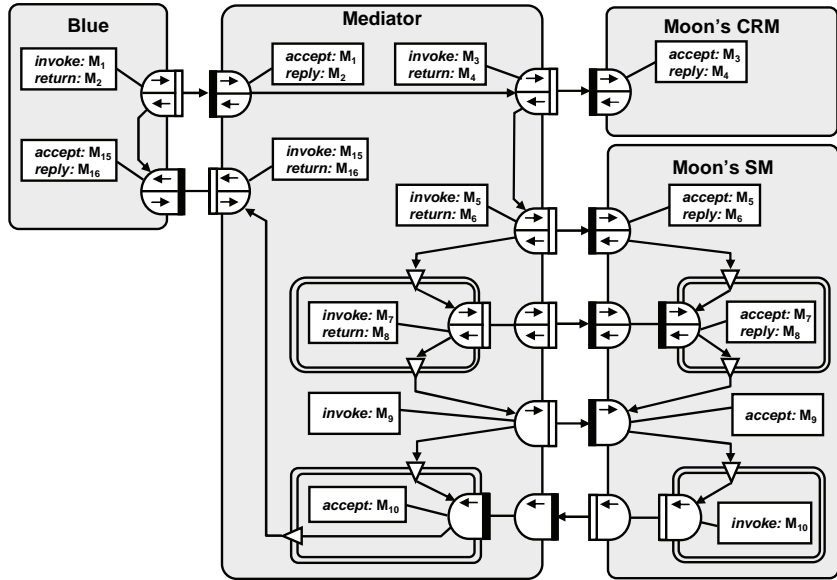 Blue
Mediator
Moon's CRM
invoke: M1
return: M2
accept: M1
reply: M2
invoke: M3
return: M4
accept: M3
reply: M4
accept: M15
reply: M16
invoke: M15
return: M16
Moon's SM
invoke: M5
return: M6
accept: M5
reply: M6
invoke: M7
return: M8
accept: M7
reply: M8
invoke: M9
accept: M9
accept: M10
invoke: M10